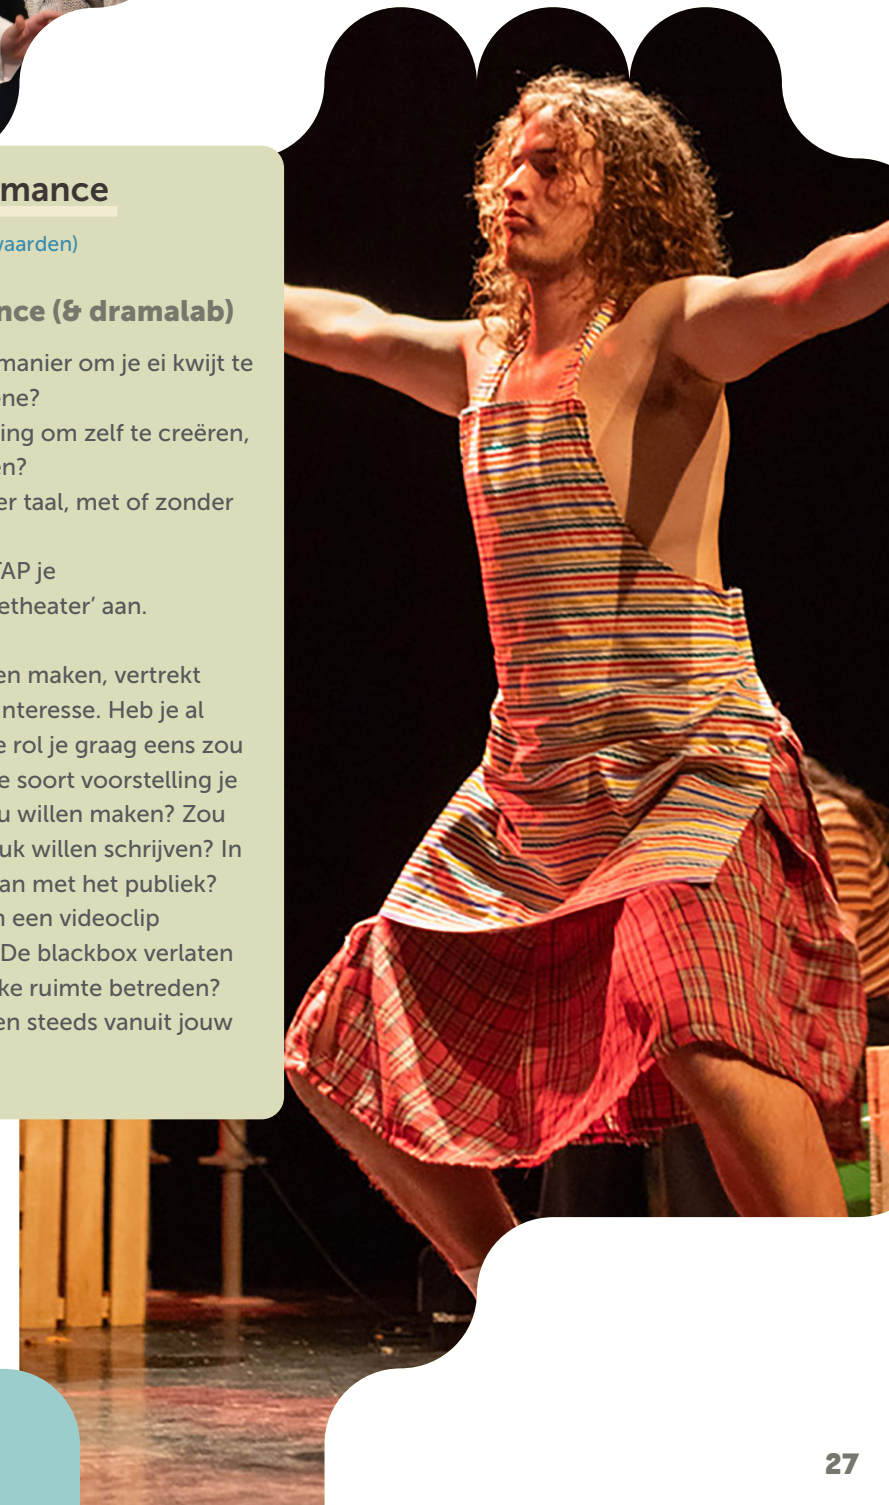 mance
waarden)
nce (& dramalab)
manier om je ei kwijt te
ne?
ing om zelf te creëren,
en?
er taal, met of zonder
TAP je
etheater’ aan.
en maken, vertrekt
nteresse. Heb je al
e rol je graag eens zou
e soort voorstelling je
u willen maken? Zou
uk willen schrijven? In
an met het publiek?
n een videoclip
De blackbox verlaten
ke ruimte betreden?
en steeds vanuit jouw
27